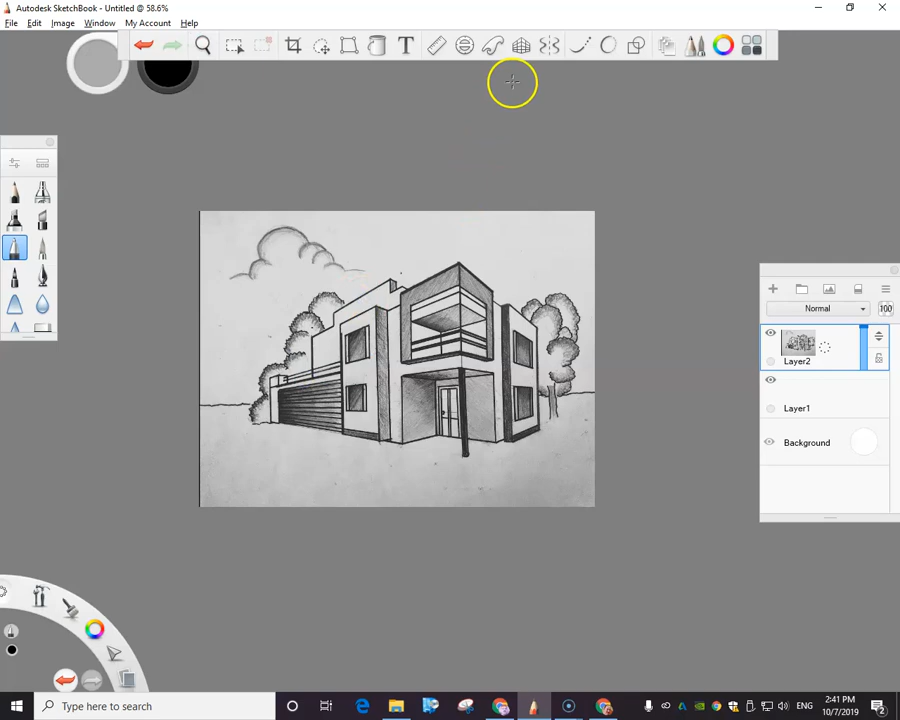 Autodesk SketchBook - Untitled @ 58.6%
File Edit Image Window My Account Help
T
Normal 100
Layer2
Layer1
Background
Type here to search
2:41 PM
10/7/2019
2